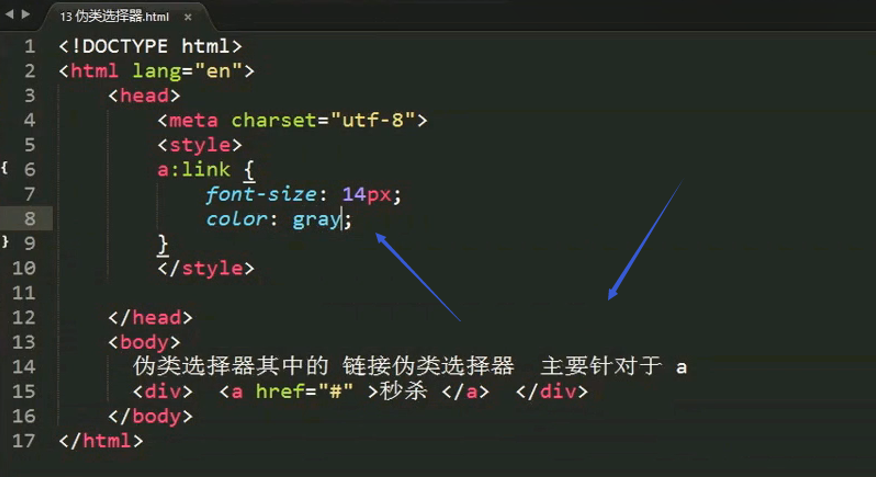 13 伪类选择器.html ×
1 <!DOCTYPE html>
2 <html lang="en">
3 <head>
4 <meta charset="utf-8">
5 <style>
{ 6 a:link {
7 font-size: 14px;
8 color: gray;
} 9 }
10 </style>
11
12 </head>
13 <body>
14 伪类选择器其中的 链接伪类选择器 主要针对于 a
15 <div> <a href="#" >秒杀 </a> </div>
16 </body>
17 </html>